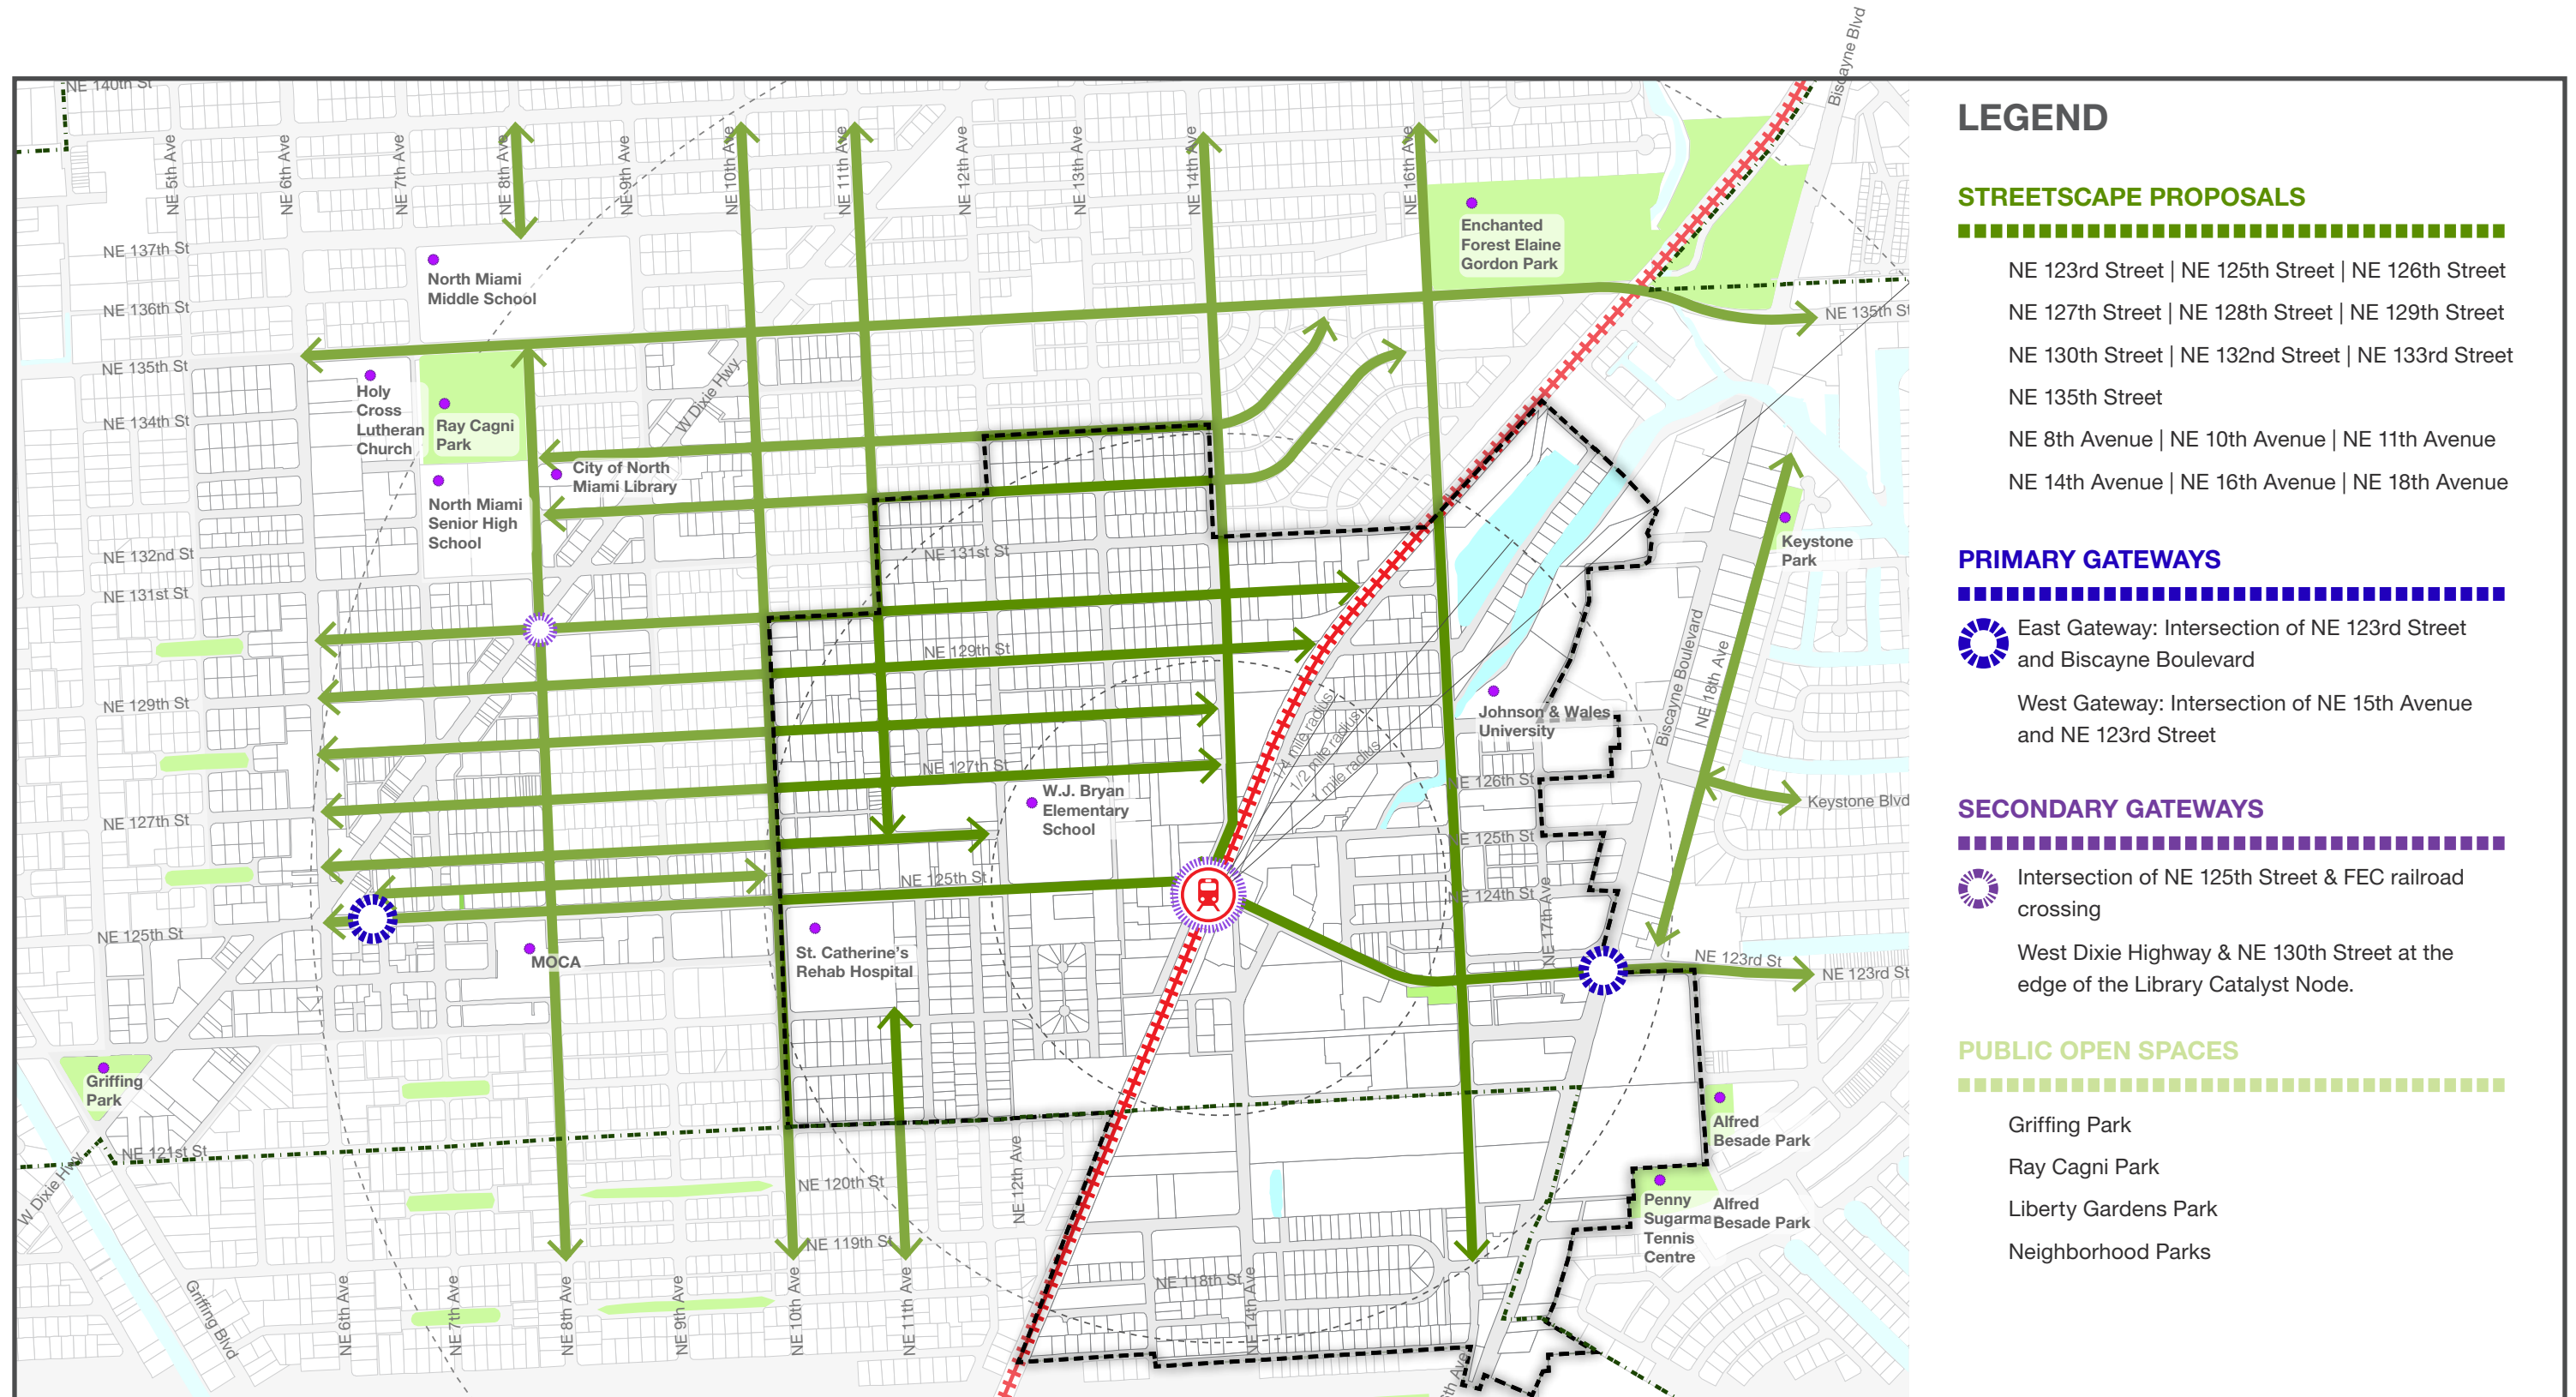 Biscayne Blvd
NE 140th St
NE 5th Ave
NE 6th Ave
NE 7th Ave
NE 8th Ave
NE 9th Ave
NE 10th Ave
NE 11th Ave
NE 12th Ave
NE 13th Ave
NE 14th Ave
NE 16th Ave
NE 137th St
NE 136th St
NE 135th St
NE 134th St
NE 132nd St
NE 131st St
NE 129th St
NE 127th St
NE 125th St
NE 121st St
North Miami
Middle School
Enchanted
Forest Elaine
Gordon Park
NE 135th St
Holy
Cross
Lutheran
Church
Ray Cagni
Park
W Dixie Hwy
City of North
Miami Library
North Miami
Senior High
School
NE 131st St
NE 129th St
NE 127th St
NE 125th St
Keystone
Park
Biscayne Boulevard
NE 18th Ave
Johnson & Wales
University
1/4 mile radius
1/2 mile radius
1 mile radius
W.J. Bryan
Elementary
School
NE 126th St
NE 125th St
NE 124th St
NE 17th Ave
Keystone Blvd
NE 123rd St
NE 123rd St
MOCA
St. Catherine's
Rehab Hospital
Griffing
Park
W Dixie Hwy
Griffing Blvd
NE 120th St
NE 119th St
NE 118th St
NE 12th Ave
NE 6th Ave
NE 7th Ave
NE 8th Ave
NE 9th Ave
NE 10th Ave
NE 11th Ave
NE 14th Ave
Alfred
Besade Park
Penny
Sugarma
Tennis
Centre
Alfred
Besade Park
LEGEND
STREETSCAPE PROPOSALS
NE 123rd Street | NE 125th Street | NE 126th Street
NE 127th Street | NE 128th Street | NE 129th Street
NE 130th Street | NE 132nd Street | NE 133rd Street
NE 135th Street
NE 8th Avenue | NE 10th Avenue | NE 11th Avenue
NE 14th Avenue | NE 16th Avenue | NE 18th Avenue
PRIMARY GATEWAYS
East Gateway: Intersection of NE 123rd Street
and Biscayne Boulevard
West Gateway: Intersection of NE 15th Avenue
and NE 123rd Street
SECONDARY GATEWAYS
Intersection of NE 125th Street & FEC railroad
crossing
West Dixie Highway & NE 130th Street at the
edge of the Library Catalyst Node.
PUBLIC OPEN SPACES
Griffing Park
Ray Cagni Park
Liberty Gardens Park
Neighborhood Parks